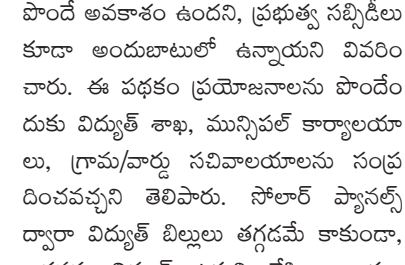 పొందే అవకాశం ఉందని, ప్రభుత్వ సబ్సిడీలు
కూడా అందుబాటులో ఉన్నాయని వివరిం
చారు. ఈ పథకం ప్రయోజనాలను పొందేం
దుకు విద్యుత్ శాఖ, మున్సిపల్ కార్యాలయా
లు, గ్రామ/వార్డు సచివాలయాలను సంప్ర
దించవచ్చని తెలిపారు. సోలార్ ప్యానల్స్
ద్వారా విద్యుత్ బిల్లులు తగ్గడమే కాకుండా,